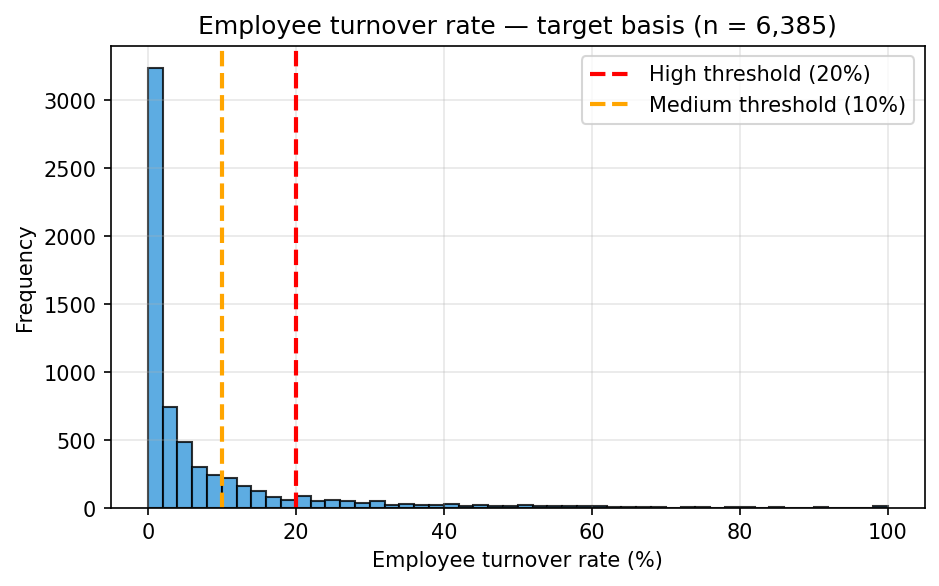 Employee turnover rate — target basis (n = 6,385)
High threshold (20%)
Medium threshold (10%)
Frequency
3000
2500
2000
1500
1000
500
0
0 20 40 60 80 100
Employee turnover rate (%)